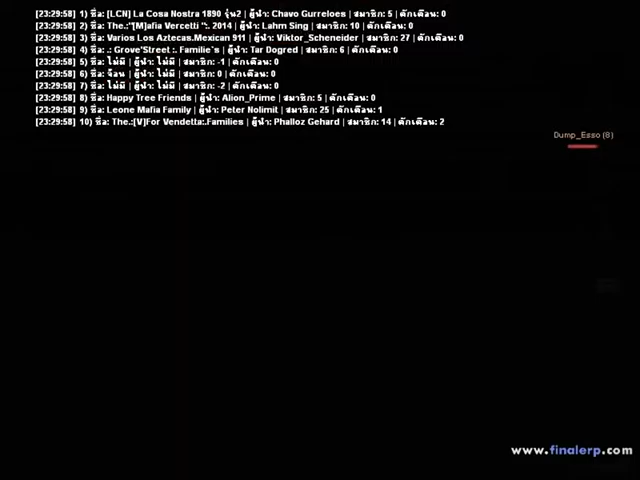 [23:29:58] 1) ชื่อ: [LCN] La Cosa Nostra 1890 รุ่น2 | ผู้นำ: Chavo Gurreloes | สมาชิก: 5 | ตักเตือน: 0
[23:29:58] 2) ชื่อ: The.:"[M]afia Vercetti ":. 2014 | ผู้นำ: Lahm Sing | สมาชิก: 10 | ตักเตือน: 0
[23:29:58] 3) ชื่อ: Varios Los Aztecas.Mexican 911 | ผู้นำ: Viktor_Scheneider | สมาชิก: 27 | ตักเตือน: 0
[23:29:58] 4) ชื่อ: .: Grove'Street :. Familie`s | ผู้นำ: Tar Dogred | สมาชิก: 6 | ตักเตือน: 0
[23:29:58] 5) ชื่อ: ไม่มี | ผู้นำ: ไม่มี | สมาชิก: -1 | ตักเตือน: 0
[23:29:58] 6) ชื่อ: จ็อน | ผู้นำ: ไม่มี | สมาชิก: 0 | ตักเตือน: 0
[23:29:58] 7) ชื่อ: ไม่มี | ผู้นำ: ไม่มี | สมาชิก: -2 | ตักเตือน: 0
[23:29:58] 8) ชื่อ: Happy Tree Friends | ผู้นำ: Alion_Prime | สมาชิก: 5 | ตักเตือน: 0
[23:29:58] 9) ชื่อ: Leone Mafia Family | ผู้นำ: Peter Nolimit | สมาชิก: 25 | ตักเตือน: 1
[23:29:58] 10) ชื่อ: The.:[V]For Vendetta:.Families | ผู้นำ: Phalloz Gehard | สมาชิก: 14 | ตักเตือน: 2
Dump_Esso (8)
www.finalerp.com